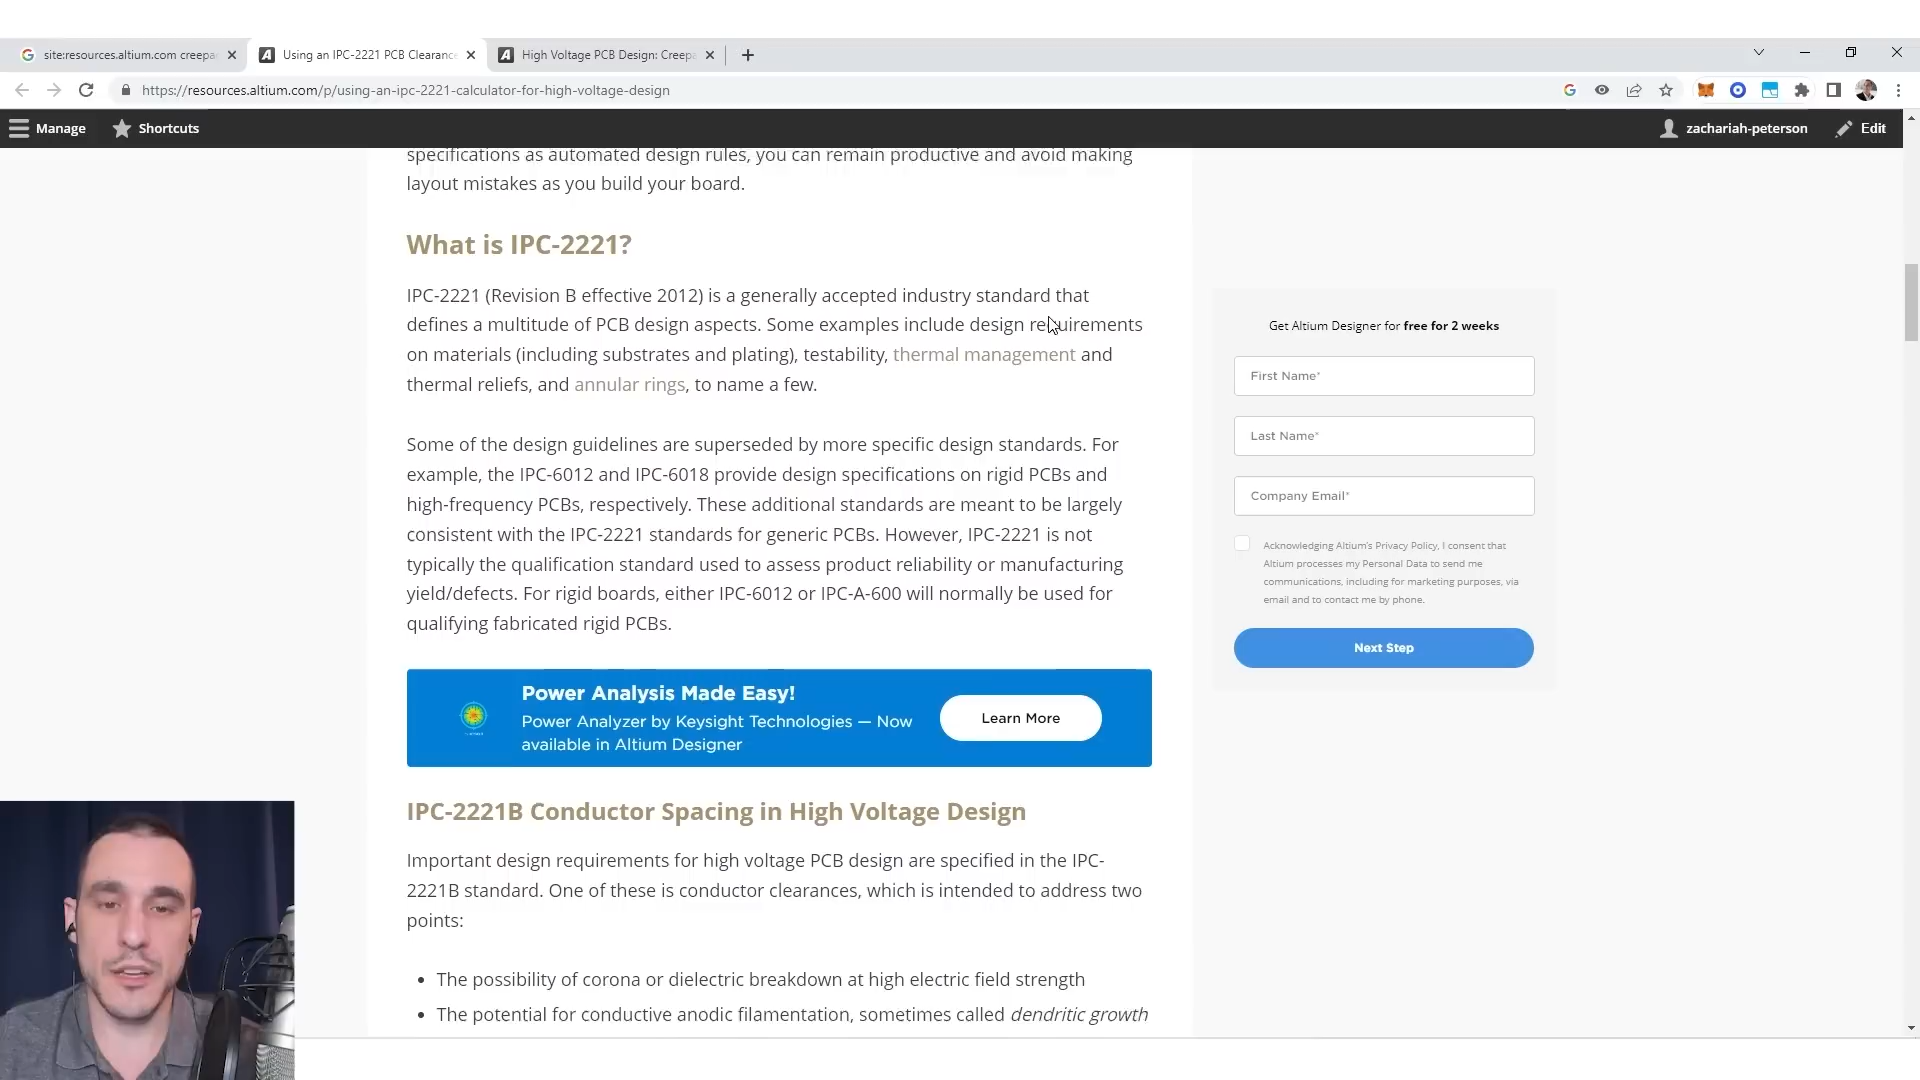 site:resources.altium.com creepa
Using an IPC-2221 PCB Clearance
High Voltage PCB Design: Creepa
https://resources.altium.com/p/using-an-ipc-2221-calculator-for-high-voltage-design
Manage
Shortcuts
zachariah-peterson
Edit
specifications as automated design rules, you can remain productive and avoid making
layout mistakes as you build your board.
What is IPC-2221?
IPC-2221 (Revision B effective 2012) is a generally accepted industry standard that
defines a multitude of PCB design aspects. Some examples include design requirements
on materials (including substrates and plating), testability, thermal management and
thermal reliefs, and annular rings, to name a few.
Some of the design guidelines are superseded by more specific design standards. For
example, the IPC-6012 and IPC-6018 provide design specifications on rigid PCBs and
high-frequency PCBs, respectively. These additional standards are meant to be largely
consistent with the IPC-2221 standards for generic PCBs. However, IPC-2221 is not
typically the qualification standard used to assess product reliability or manufacturing
yield/defects. For rigid boards, either IPC-6012 or IPC-A-600 will normally be used for
qualifying fabricated rigid PCBs.
Power Analysis Made Easy!
Power Analyzer by Keysight Technologies — Now
available in Altium Designer
Learn More
IPC-2221B Conductor Spacing in High Voltage Design
Important design requirements for high voltage PCB design are specified in the IPC-
2221B standard. One of these is conductor clearances, which is intended to address two
points:
• The possibility of corona or dielectric breakdown at high electric field strength
• The potential for conductive anodic filamentation, sometimes called dendritic growth
Get Altium Designer for free for 2 weeks
First Name*
Last Name*
Company Email*
Acknowledging Altium's Privacy Policy, I consent that
Altium processes my Personal Data to send me
communications, including for marketing purposes, via
email and to contact me by phone.
Next Step